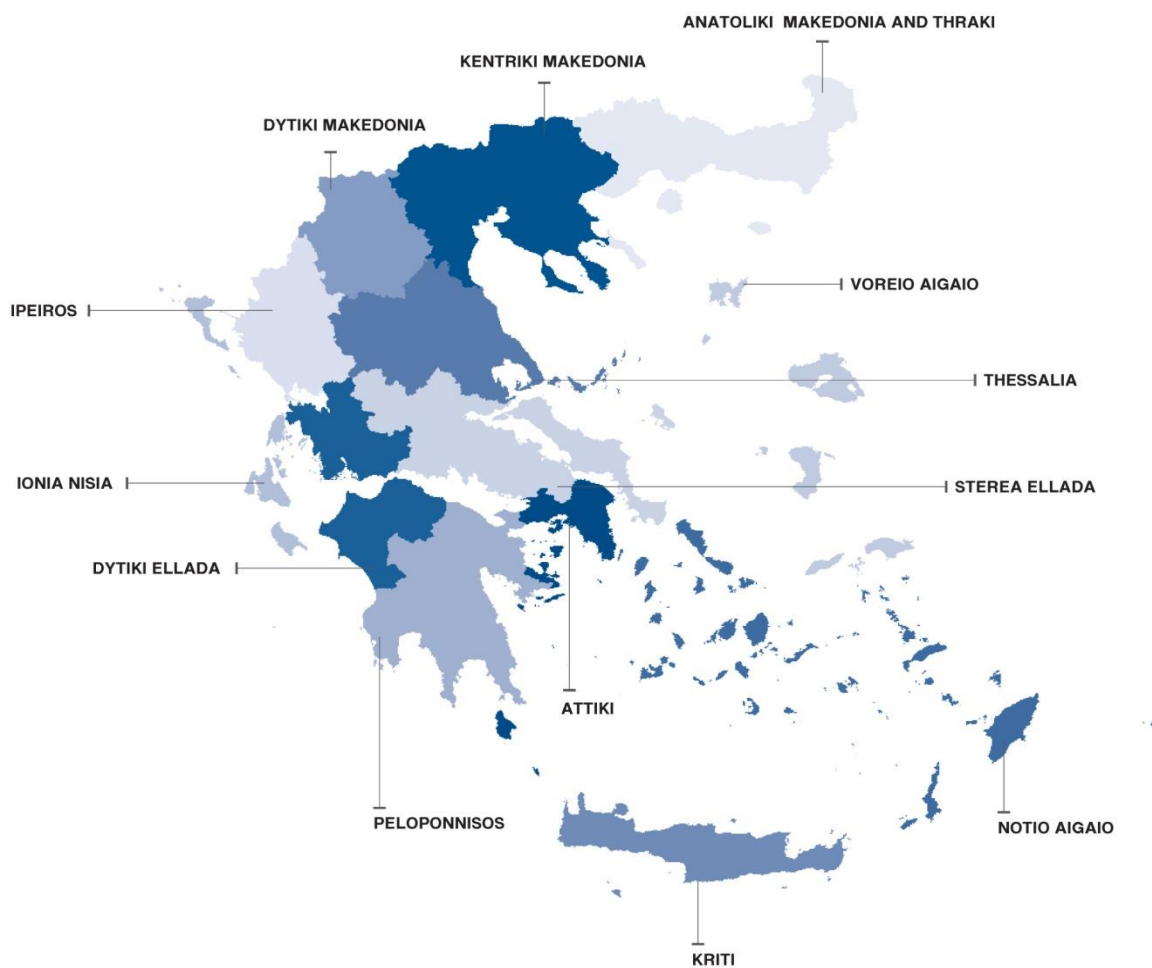 ANATOLIKI MAKEDONIA AND THRAKI
KENTRIKI MAKEDONIA
DYTIKI MAKEDONIA
VOREIO AIGAIO
IPEIROS
THESSALIA
IONIA NISIA
STEREA ELLADA
DYTIKI ELLADA
ATTIKI
PELOPONNISOS
NOTIO AIGAIO
KRITI